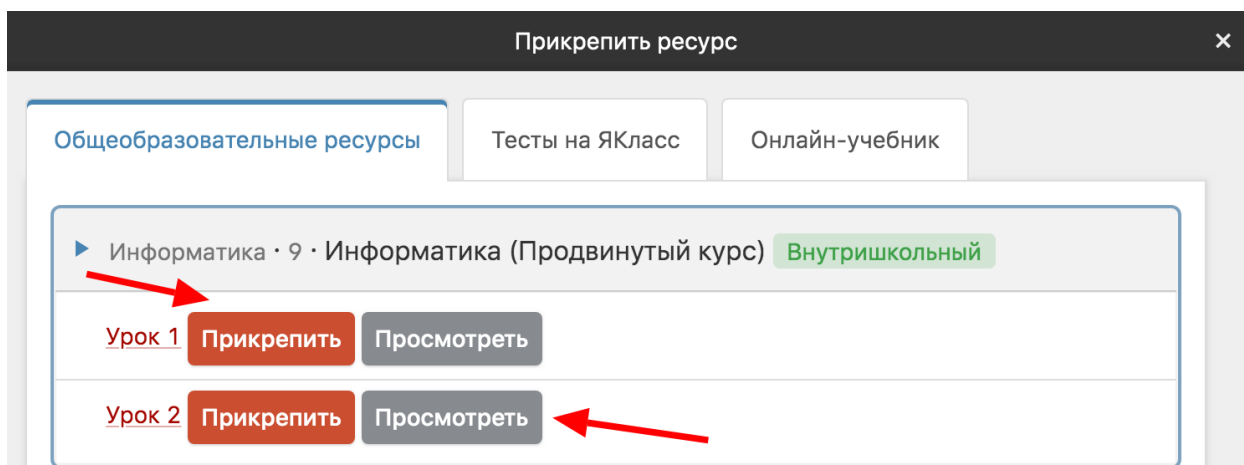 Прикрепить ресурс ×
Общеобразовательные ресурсы Тесты на ЯКласс Онлайн-учебник
Информатика · 9 · Информатика (Продвинутый курс) Внутришкольный
Урок 1 Прикрепить Просмотреть
Урок 2 Прикрепить Просмотреть